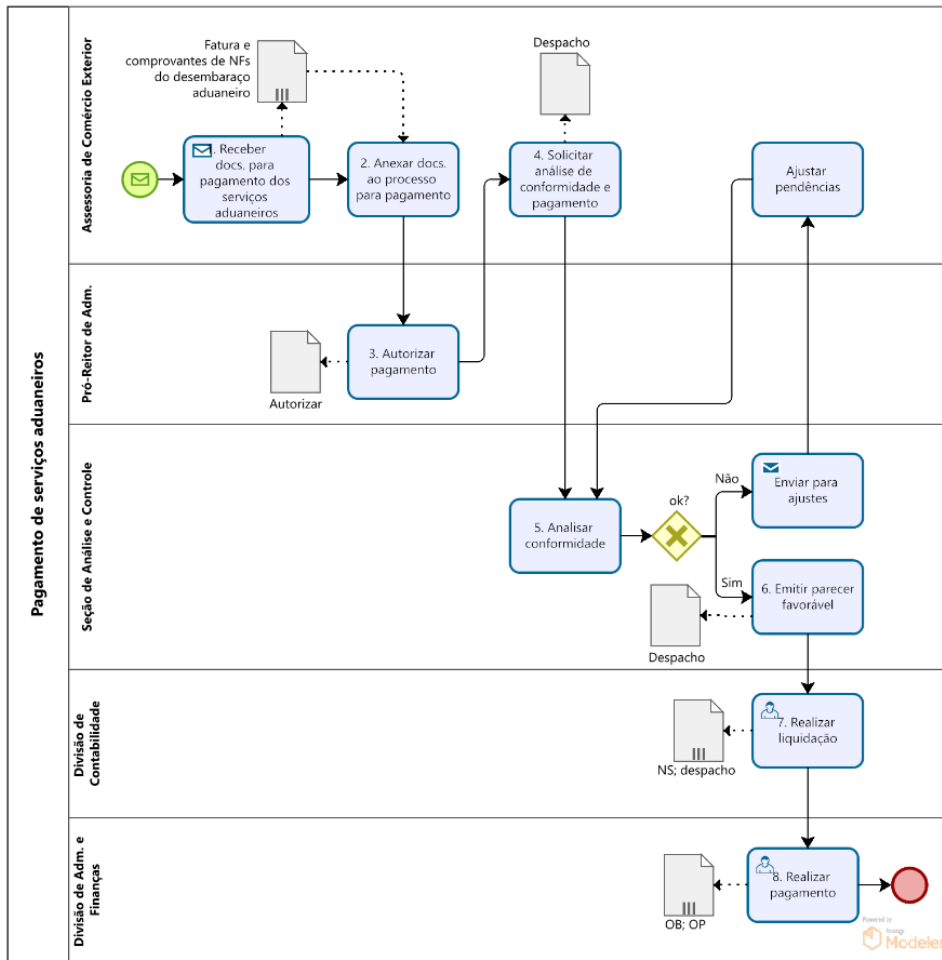 Pagamento de serviços aduaneiros
Assessoria de Comércio Exterior
Fatura e
comprovantes de NFs
do desembaraço
aduaneiro
Despacho
1. Receber
docs. para
pagamento dos
serviços
aduaneiros
2. Anexar docs.
ao processo
para pagamento
4. Solicitar
análise de
conformidade e
pagamento
Ajustar
pendências
Pró-Reitor de Adm.
3. Autorizar
pagamento
Autorizar
Seção de Análise e Controle
5. Analisar
conformidade
ok?
Não
Enviar para
ajustes
Sim
6. Emitir parecer
favorável
Despacho
Divisão de
Contabilidade
7. Realizar
liquidação
NS; despacho
Divisão de Adm. e
Finanças
8. Realizar
pagamento
OB; OP
Powered by
bizagi
Modeler